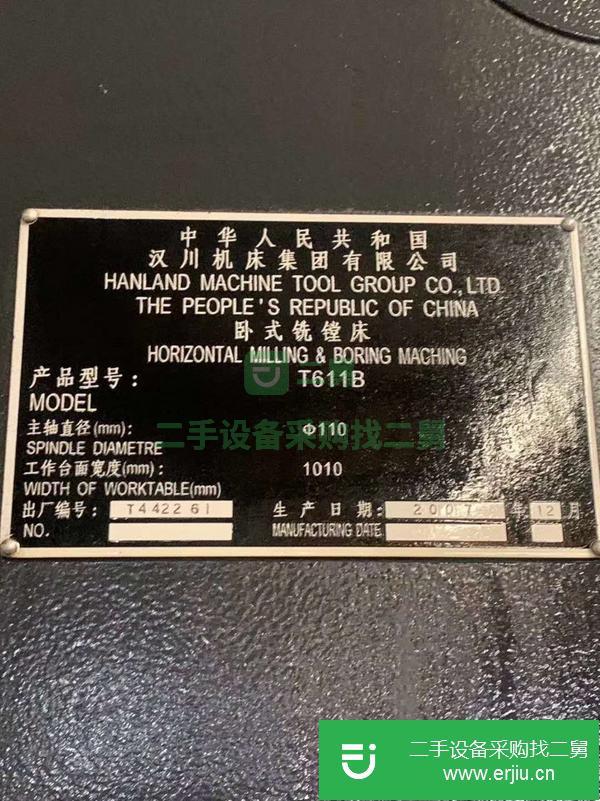 中华人民共和国
汉川机床集团有限公司
HANLAND MACHINE TOOL GROUP CO.,LTD
THE PEOPLE'S REPUBLIC OF CHINA
卧式铣镗床
HORIZONTAL MILLING & BORING MACHING
产品型号： T611B
MODEL
主轴直径(mm): Φ110
SPINDLE DIAMETRE
工作台面宽度(mm): 1010
WIDTH OF WORKTABLE(mm)
出厂编号： T442261 生产日期： 2007 年 12 月
NO. MANUFACTURING DATE
二手设备采购找二舅
二手设备采购找二舅
www.erjiu.cn